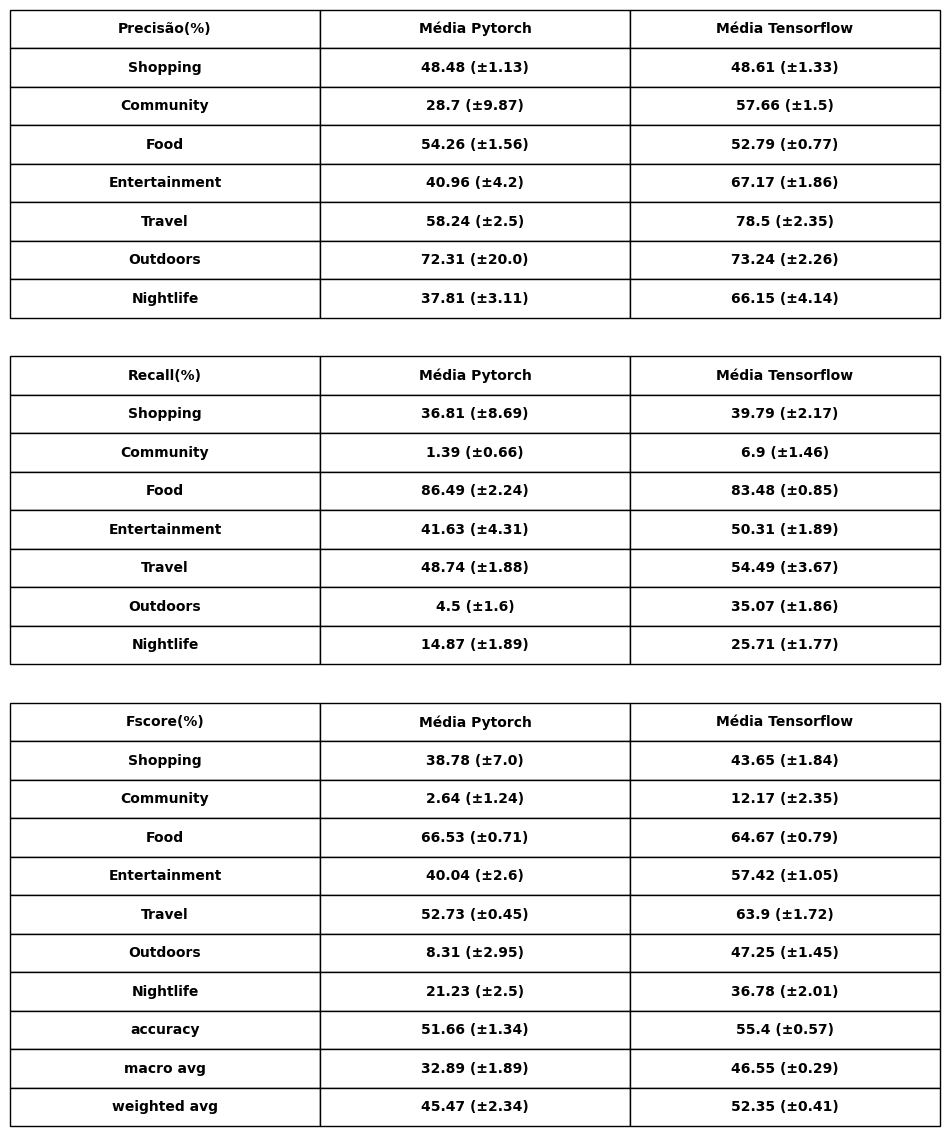 Precisão(%) Média Pytorch Média Tensorflow
Shopping 48.48 (±1.13) 48.61 (±1.33)
Community 28.7 (±9.87) 57.66 (±1.5)
Food 54.26 (±1.56) 52.79 (±0.77)
Entertainment 40.96 (±4.2) 67.17 (±1.86)
Travel 58.24 (±2.5) 78.5 (±2.35)
Outdoors 72.31 (±20.0) 73.24 (±2.26)
Nightlife 37.81 (±3.11) 66.15 (±4.14)
Recall(%) Média Pytorch Média Tensorflow
Shopping 36.81 (±8.69) 39.79 (±2.17)
Community 1.39 (±0.66) 6.9 (±1.46)
Food 86.49 (±2.24) 83.48 (±0.85)
Entertainment 41.63 (±4.31) 50.31 (±1.89)
Travel 48.74 (±1.88) 54.49 (±3.67)
Outdoors 4.5 (±1.6) 35.07 (±1.86)
Nightlife 14.87 (±1.89) 25.71 (±1.77)
Fscore(%) Média Pytorch Média Tensorflow
Shopping 38.78 (±7.0) 43.65 (±1.84)
Community 2.64 (±1.24) 12.17 (±2.35)
Food 66.53 (±0.71) 64.67 (±0.79)
Entertainment 40.04 (±2.6) 57.42 (±1.05)
Travel 52.73 (±0.45) 63.9 (±1.72)
Outdoors 8.31 (±2.95) 47.25 (±1.45)
Nightlife 21.23 (±2.5) 36.78 (±2.01)
accuracy 51.66 (±1.34) 55.4 (±0.57)
macro avg 32.89 (±1.89) 46.55 (±0.29)
weighted avg 45.47 (±2.34) 52.35 (±0.41)